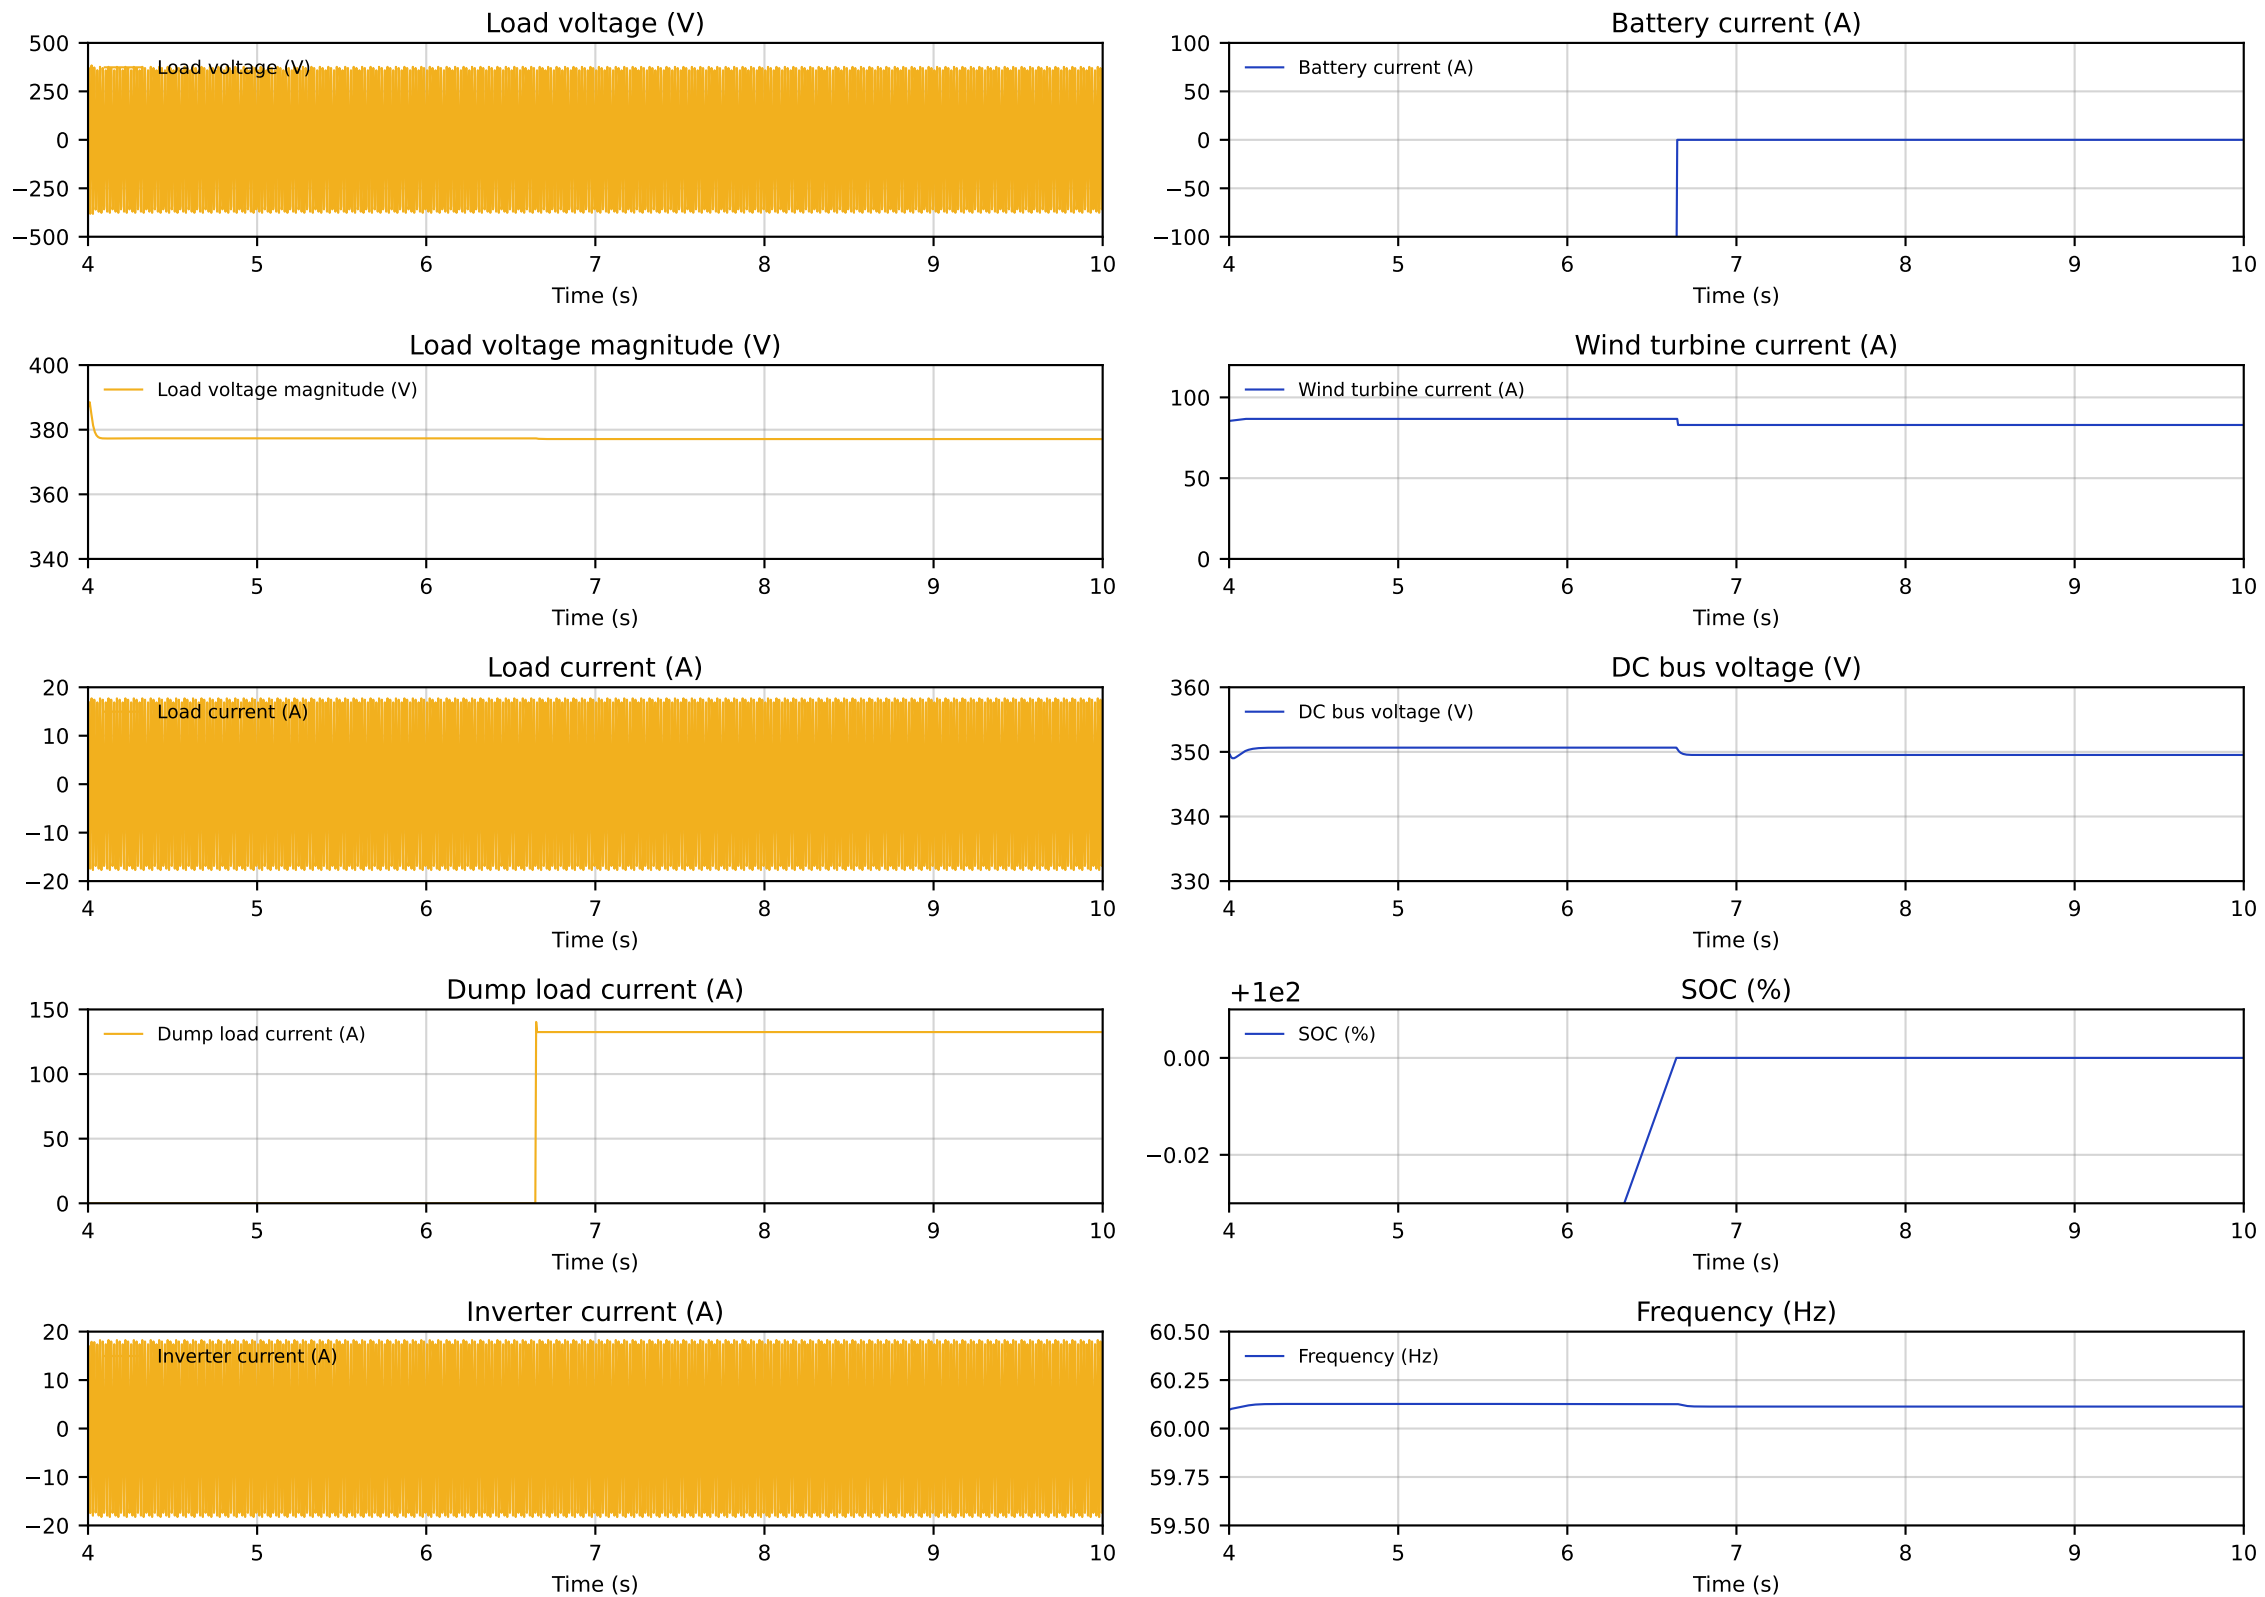 Load voltage (V)
500
250
0
−250
−500
Load voltage (V)
4 5 6 7 8 9 10
Time (s)
Battery current (A)
100
50
0
−50
−100
Battery current (A)
4 5 6 7 8 9 10
Time (s)
Load voltage magnitude (V)
400
380
360
340
Load voltage magnitude (V)
4 5 6 7 8 9 10
Time (s)
Wind turbine current (A)
100
50
0
Wind turbine current (A)
4 5 6 7 8 9 10
Time (s)
Load current (A)
20
10
0
−10
−20
Load current (A)
4 5 6 7 8 9 10
Time (s)
DC bus voltage (V)
360
350
340
330
DC bus voltage (V)
4 5 6 7 8 9 10
Time (s)
Dump load current (A)
150
100
50
0
Dump load current (A)
4 5 6 7 8 9 10
Time (s)
+1e2
SOC (%)
0.00
−0.02
SOC (%)
4 5 6 7 8 9 10
Time (s)
Inverter current (A)
20
10
0
−10
−20
Inverter current (A)
4 5 6 7 8 9 10
Time (s)
Frequency (Hz)
60.50
60.25
60.00
59.75
59.50
Frequency (Hz)
4 5 6 7 8 9 10
Time (s)